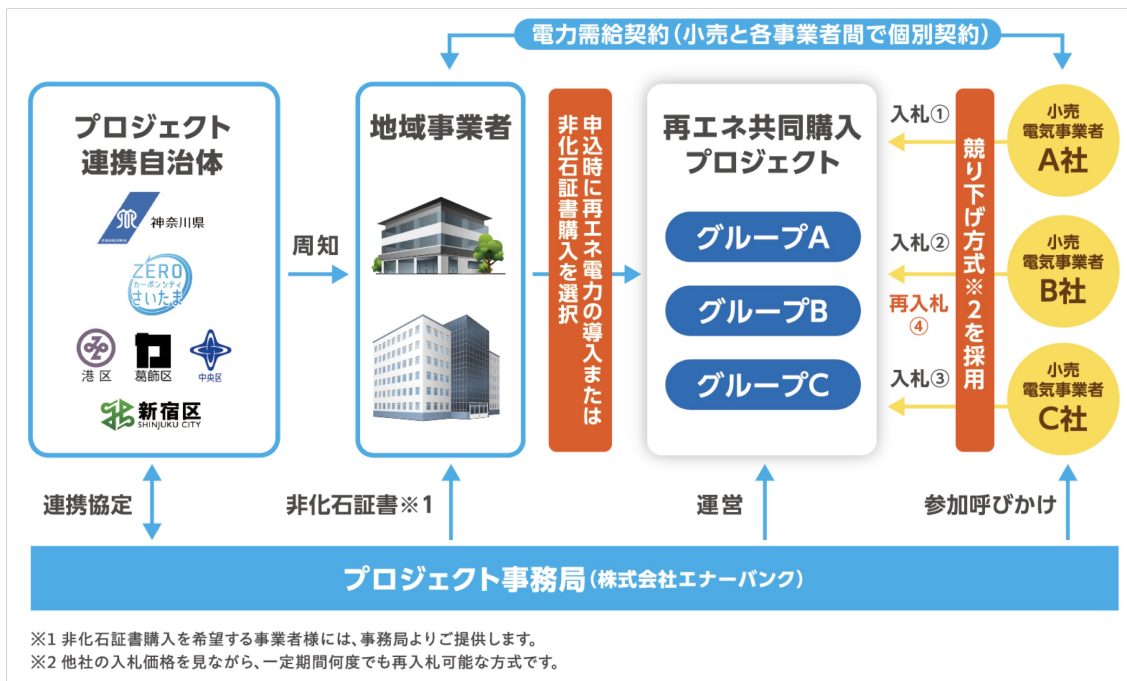 電力需給契約(小売と各事業者間で個別契約)
プロジェクト
連携自治体
神奈川県
KANAGAWA
ZERO
カーボンシティ
さいたま
港区
葛飾区
中央区
新宿区
SHINJUKU CITY
周知
地域事業者
申込時に再エネ電力の導入または
非化石証書購入を選択
再エネ共同購入
プロジェクト
グループA
グループB
グループC
入札①
入札②
再入札
④
入札③
競り下げ方式※2を採用
小売
電気事業者
A社
小売
電気事業者
B社
小売
電気事業者
C社
連携協定
非化石証書※1
運営
参加呼びかけ
プロジェクト事務局(株式会社エナーバンク)
※1 非化石証書購入を希望する事業者様には、事務局よりご提供します。
※2 他社の入札価格を見ながら、一定期間何度でも再入札可能な方式です。